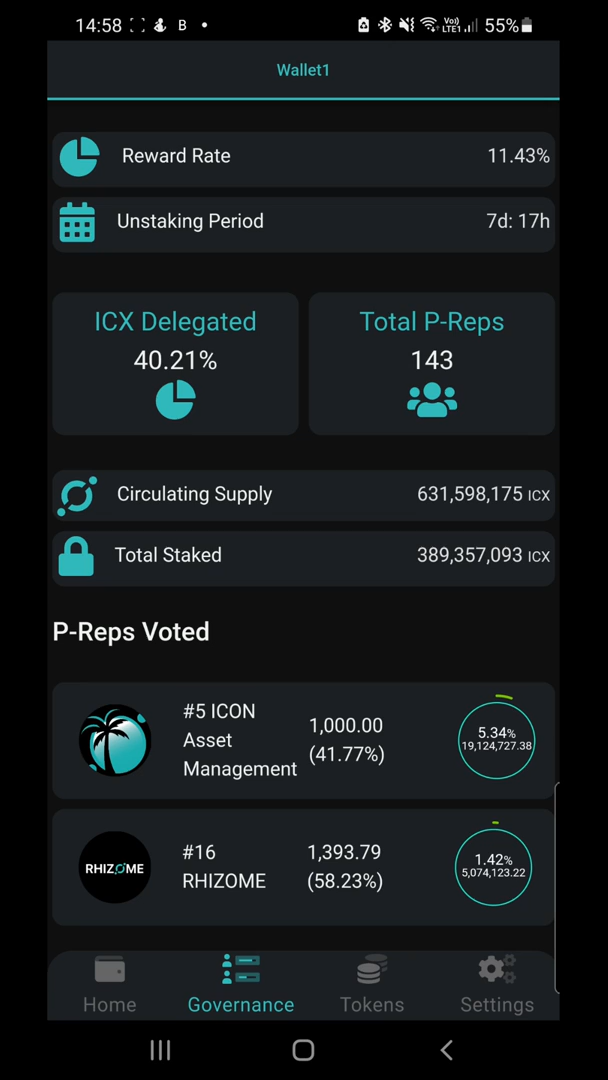 14:58 B • Vo)) LTE1 55%
Wallet1
Reward Rate 11.43%
Unstaking Period 7d: 17h
ICX Delegated
40.21%
Total P-Reps
143
Circulating Supply 631,598,175 ICX
Total Staked 389,357,093 ICX
P-Reps Voted
#5 ICON
Asset
Management
1,000.00
(41.77%)
5.34%
19,124,727.38
RHIZOME
#16
RHIZOME
1,393.79
(58.23%)
1.42%
5,074,123.22
Home Governance Tokens Settings